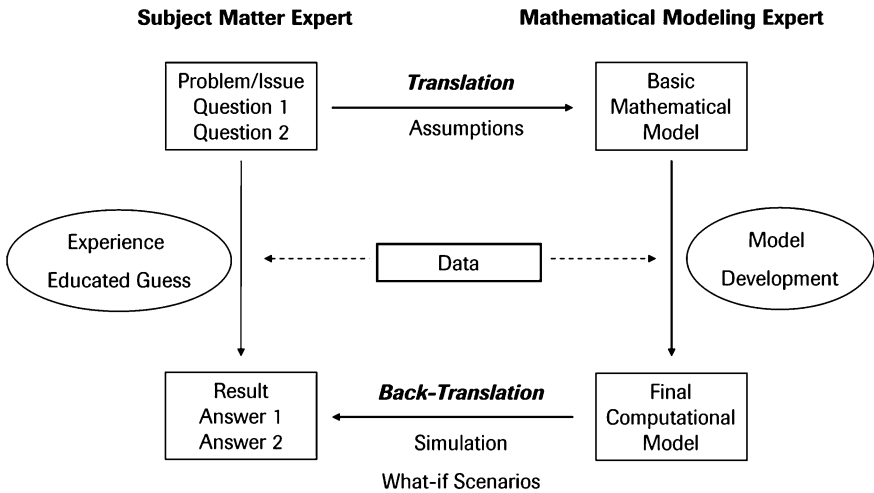 Subject Matter Expert
Mathematical Modeling Expert
Problem/Issue
Question 1
Question 2
Translation
Assumptions
Basic
Mathematical
Model
Experience
Educated Guess
Data
Model
Development
Result
Answer 1
Answer 2
Back-Translation
Simulation
What-if Scenarios
Final
Computational
Model